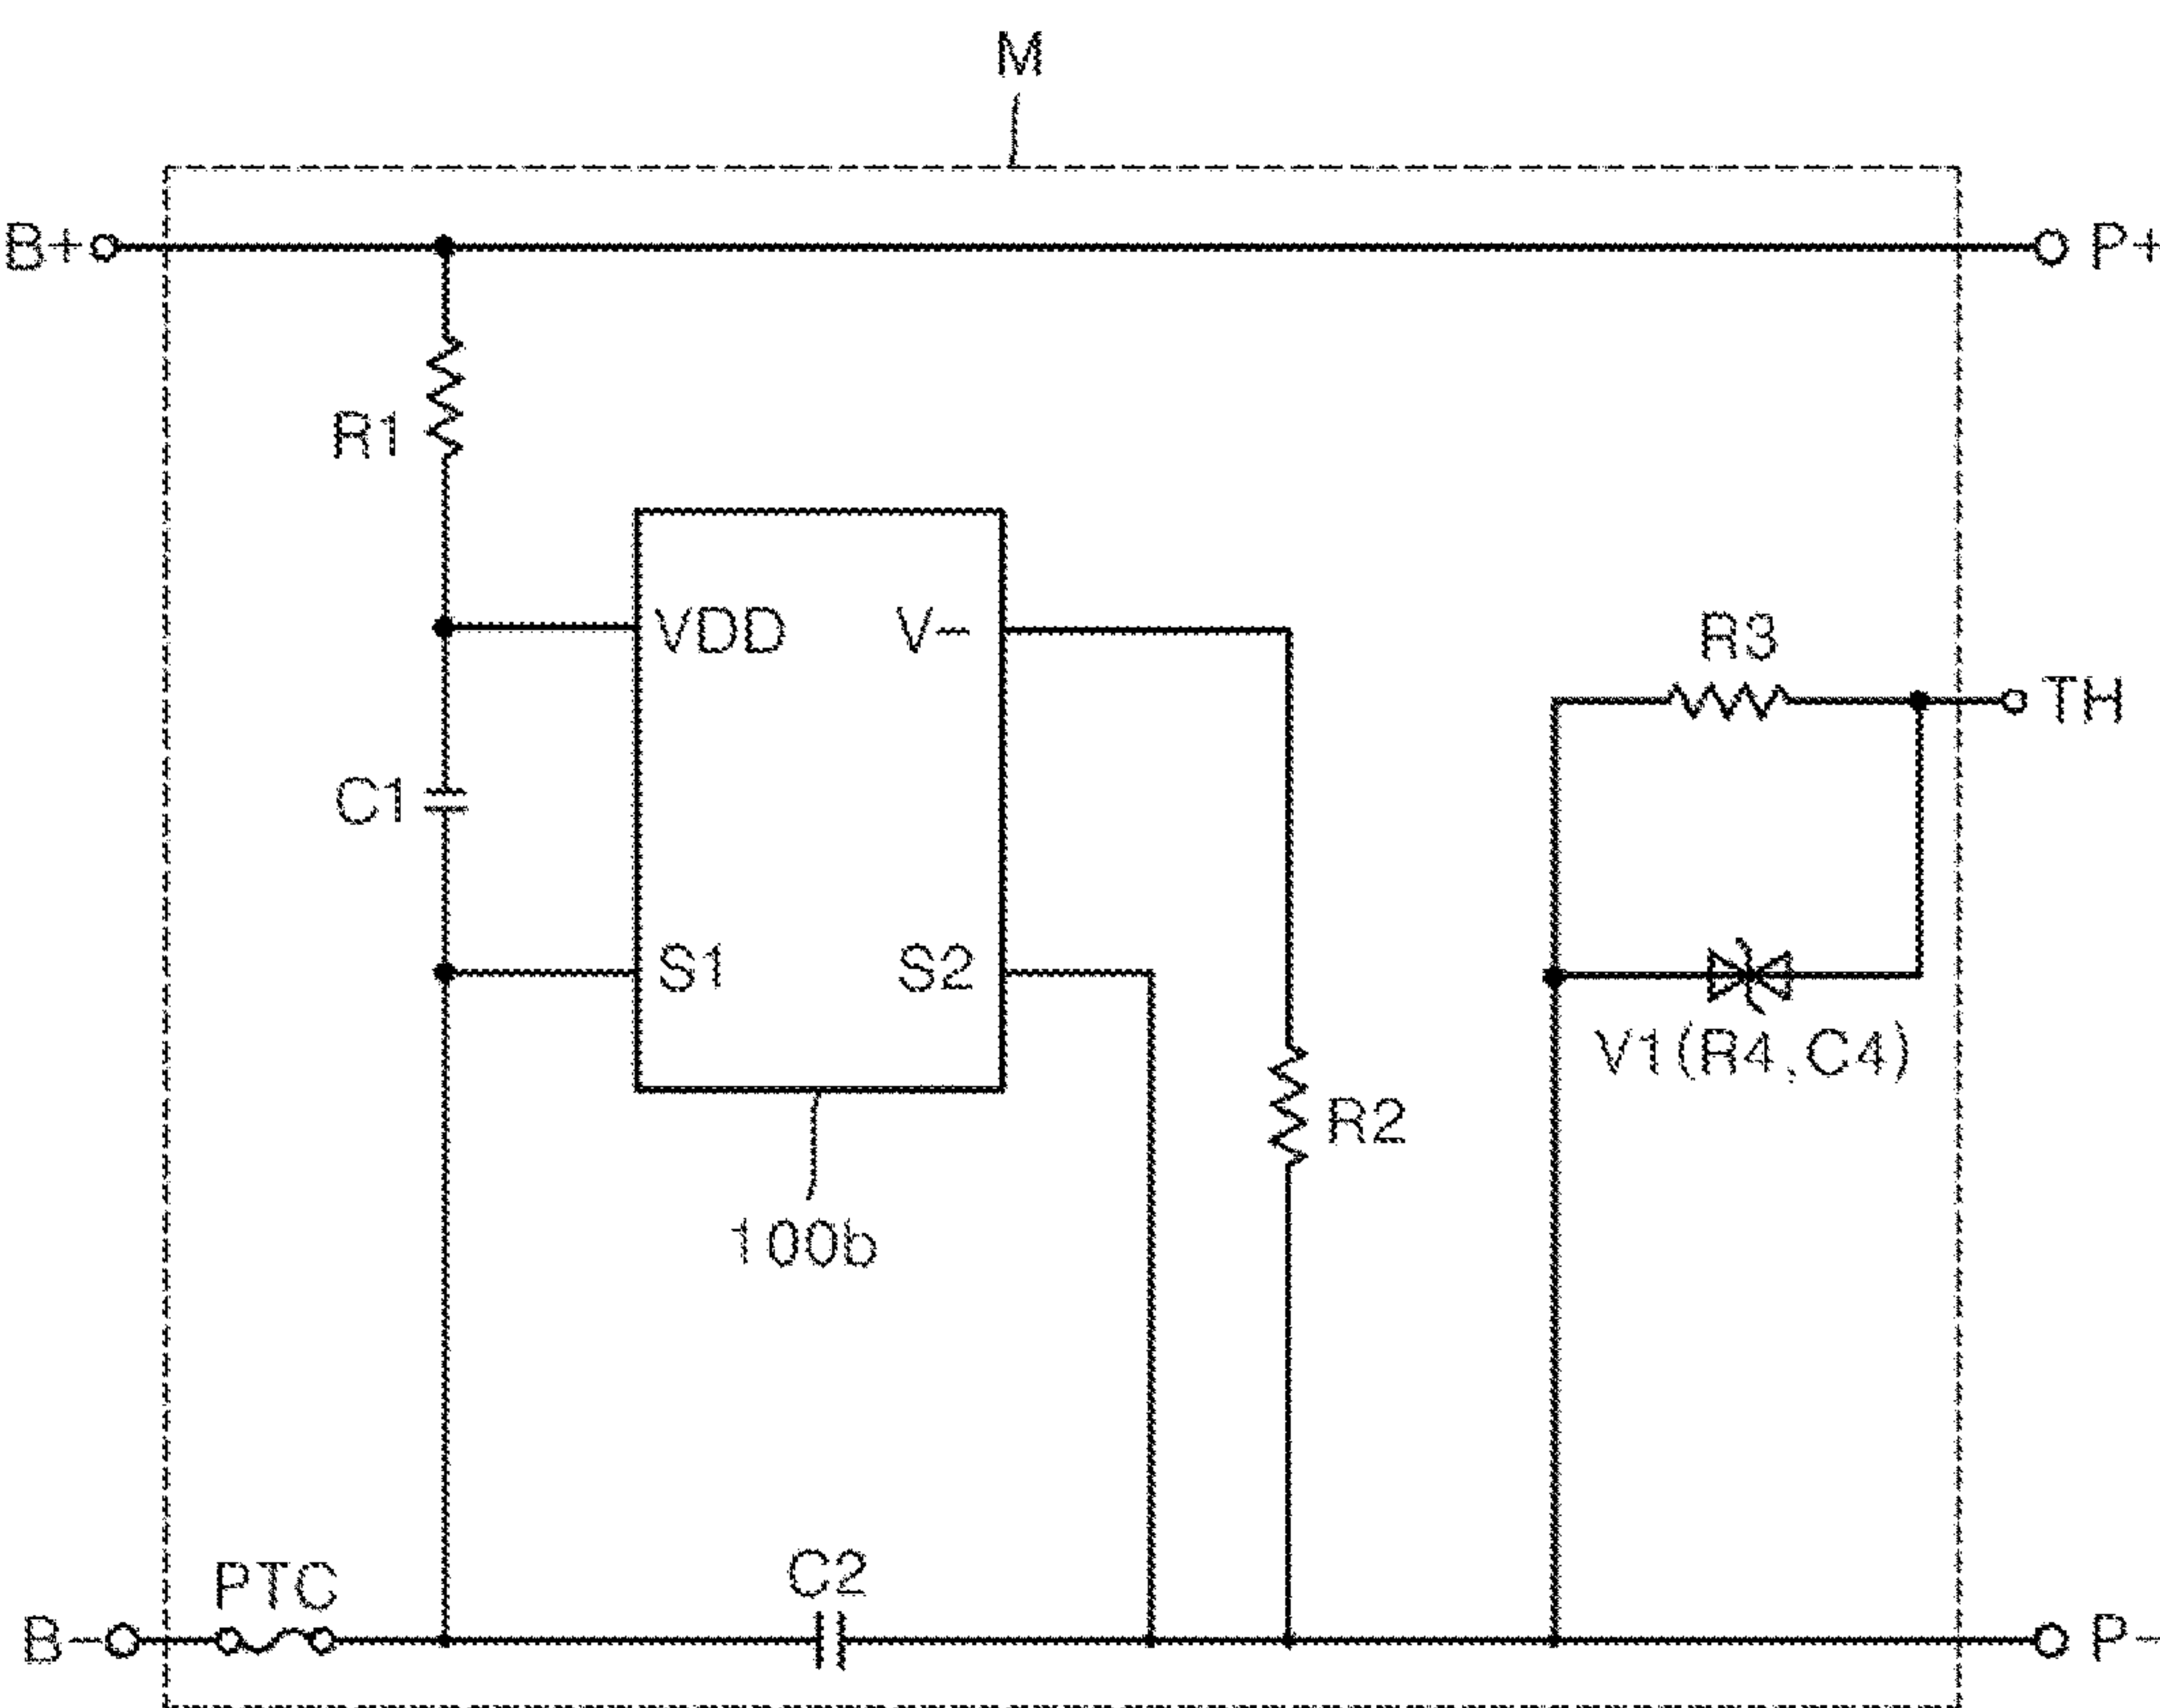 M
B+
P+
R1
VDD
V-
R3
TH
C1
S1
S2
V1(R4,C4)
R2
100b
C2
PTC
B-
P-